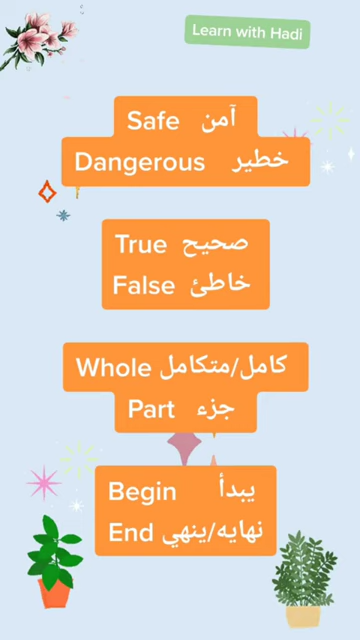 Learn with Hadi
Safe آمن
Dangerous خطير
True صحيح
False خاطئ
Whole كامل/متكامل
Part جزء
Begin يبدأ
End نهايه/ينهي